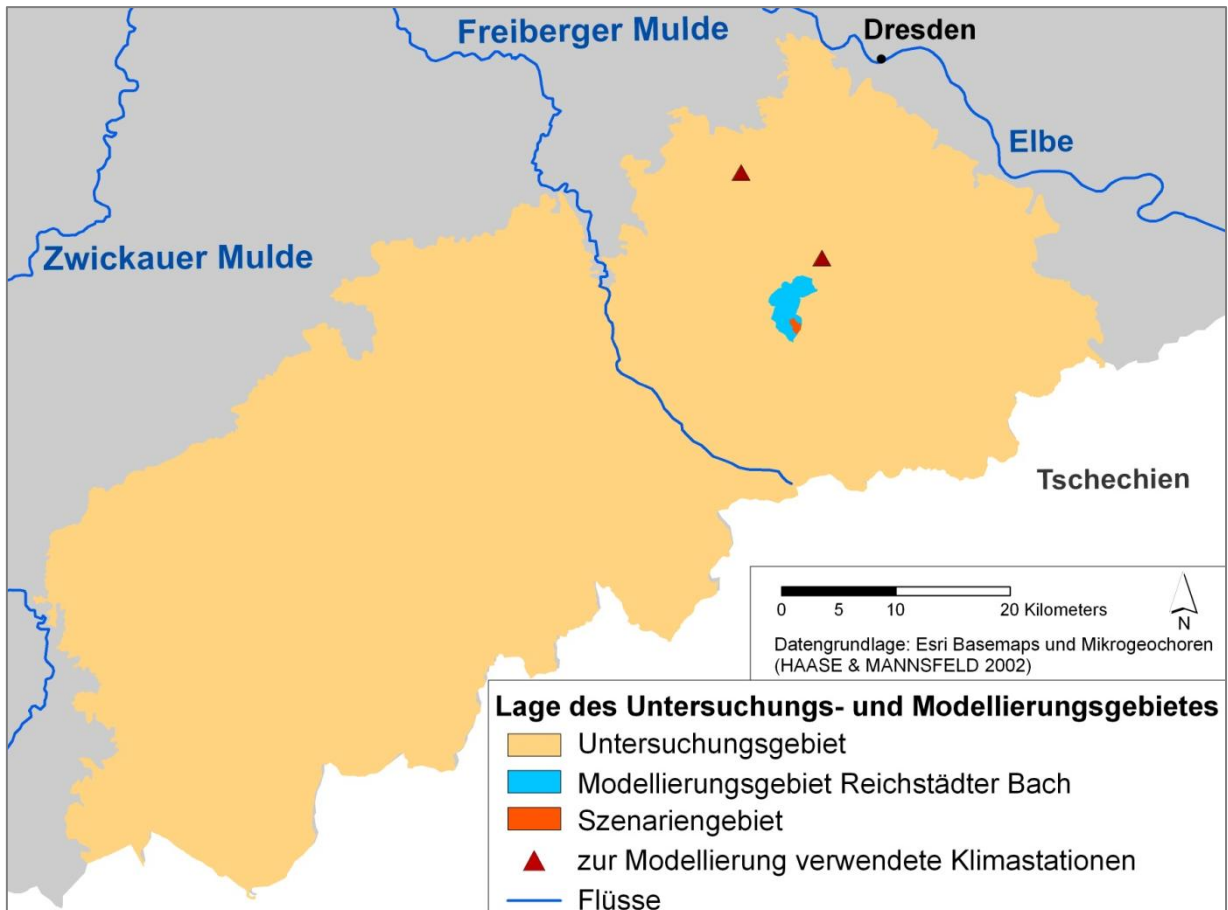 Freiberger Mulde
Dresden
Elbe
Zwickauer Mulde
Tschechien
0 5 10 20 Kilometers
N
Datengrundlage: Esri Basemaps und Mikrogeochoren
(HAASE & MANNSFELD 2002)
Lage des Untersuchungs- und Modellierungsgebietes
Untersuchungsgebiet
Modellierungsgebiet Reichstädter Bach
Szenariengebiet
zur Modellierung verwendete Klimastationen
Flüsse